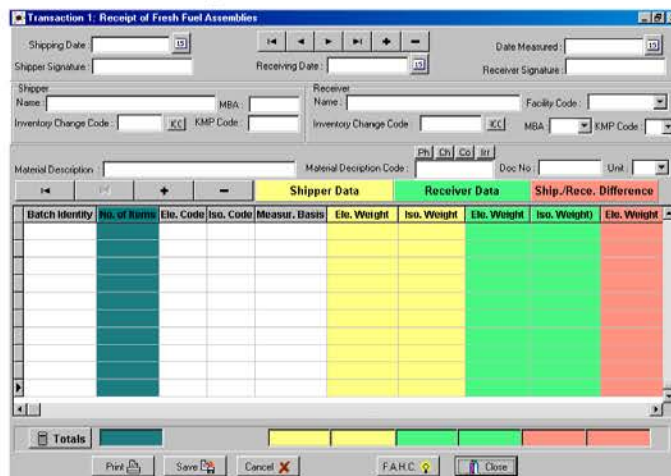 Transaction 1: Receipt of Fresh Fuel Assemblies
Shipping Date :
15
Date Measured :
15
Shipper Signature :
Receiving Date :
15
Receiver Signature :
Shipper
Receiver
Name :
MBA :
Name :
Facility Code :
Inventory Change Code :
ICC
KMP Code :
Inventory Change Code :
ICC
MBA :
KMP Code :
Ph Ch Co Irr
Material Description :
Material Decription Code :
Doc No :
Unit :
Shipper Data
Receiver Data
Ship./Rece. Difference
Batch Identity No. of Items Ele. Code Iso. Code Measur. Basis Ele. Weight Iso. Weight Ele. Weight Iso. Weight) Ele. Weight
Totals
Print Save Cancel F.A.H.C. Close